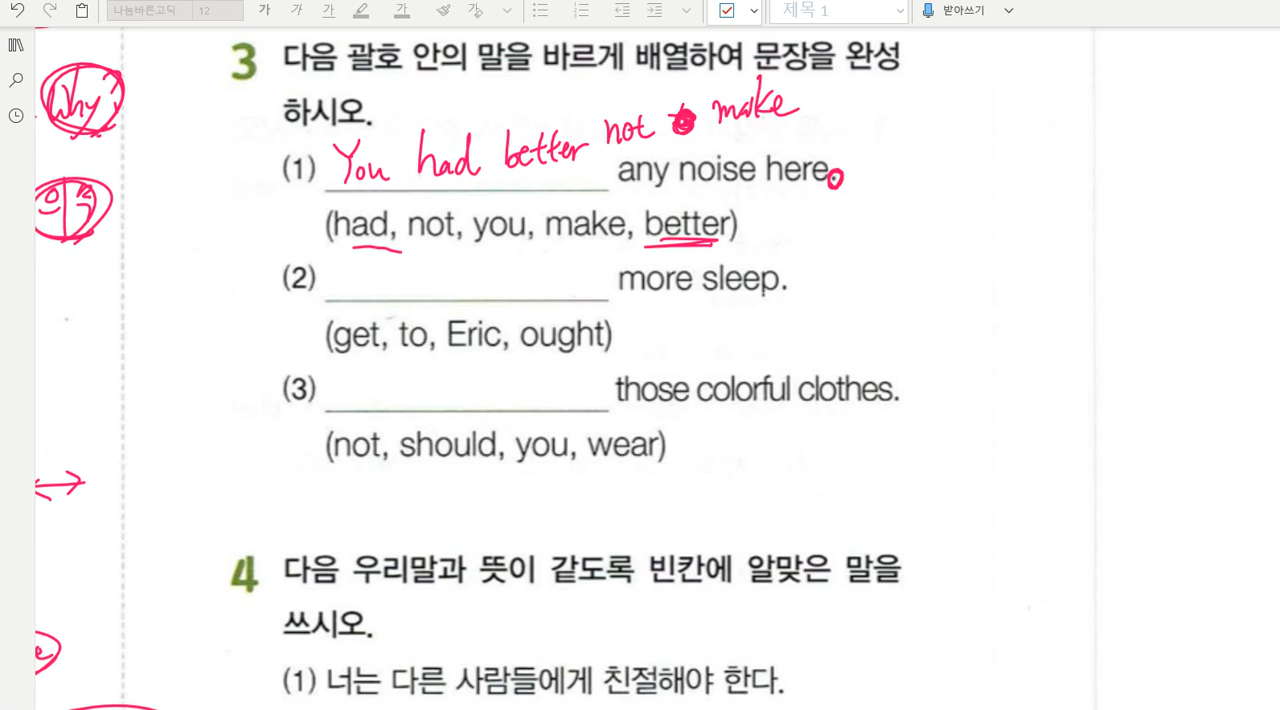 나눔바른고딕 12 가 가 가 가 가 제목 1 받아쓰기
Why?
3 다음 괄호 안의 말을 바르게 배열하여 문장을 완성
하시오.
You had better not make
(1) any noise here.
(had, not, you, make, better)
(2) more sleep.
(get, to, Eric, ought)
(3) those colorful clothes.
(not, should, you, wear)
4 다음 우리말과 뜻이 같도록 빈칸에 알맞은 말을
쓰시오.
(1) 너는 다른 사람들에게 친절해야 한다.